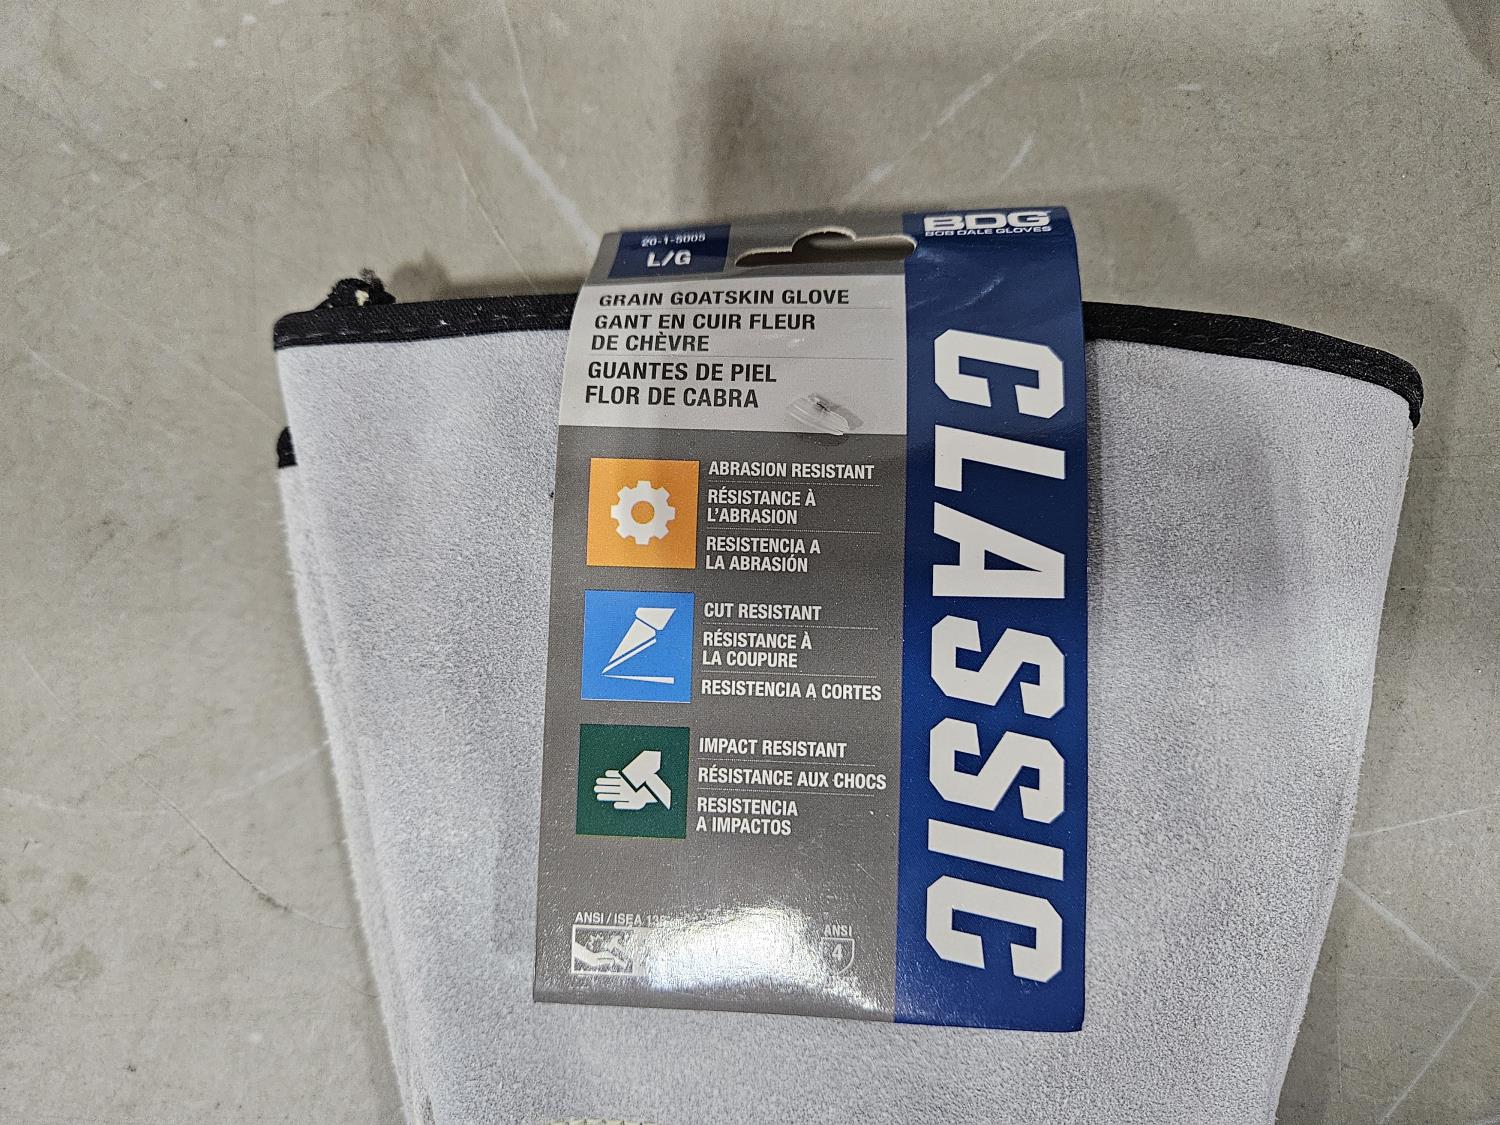 20-1-5005
L/G
BDG
BOB DALE GLOVES
GRAIN GOATSKIN GLOVE
GANT EN CUIR FLEUR
DE CHÈVRE
GUANTES DE PIEL
FLOR DE CABRA
CLASSIC
ABRASION RESISTANT
RÉSISTANCE À
L'ABRASION
RESISTENCIA A
LA ABRASIÓN
CUT RESISTANT
RÉSISTANCE À
LA COUPURE
RESISTENCIA A CORTES
IMPACT RESISTANT
RÉSISTANCE AUX CHOCS
RESISTENCIA
A IMPACTOS
ANSI / ISEA
ANSI
4